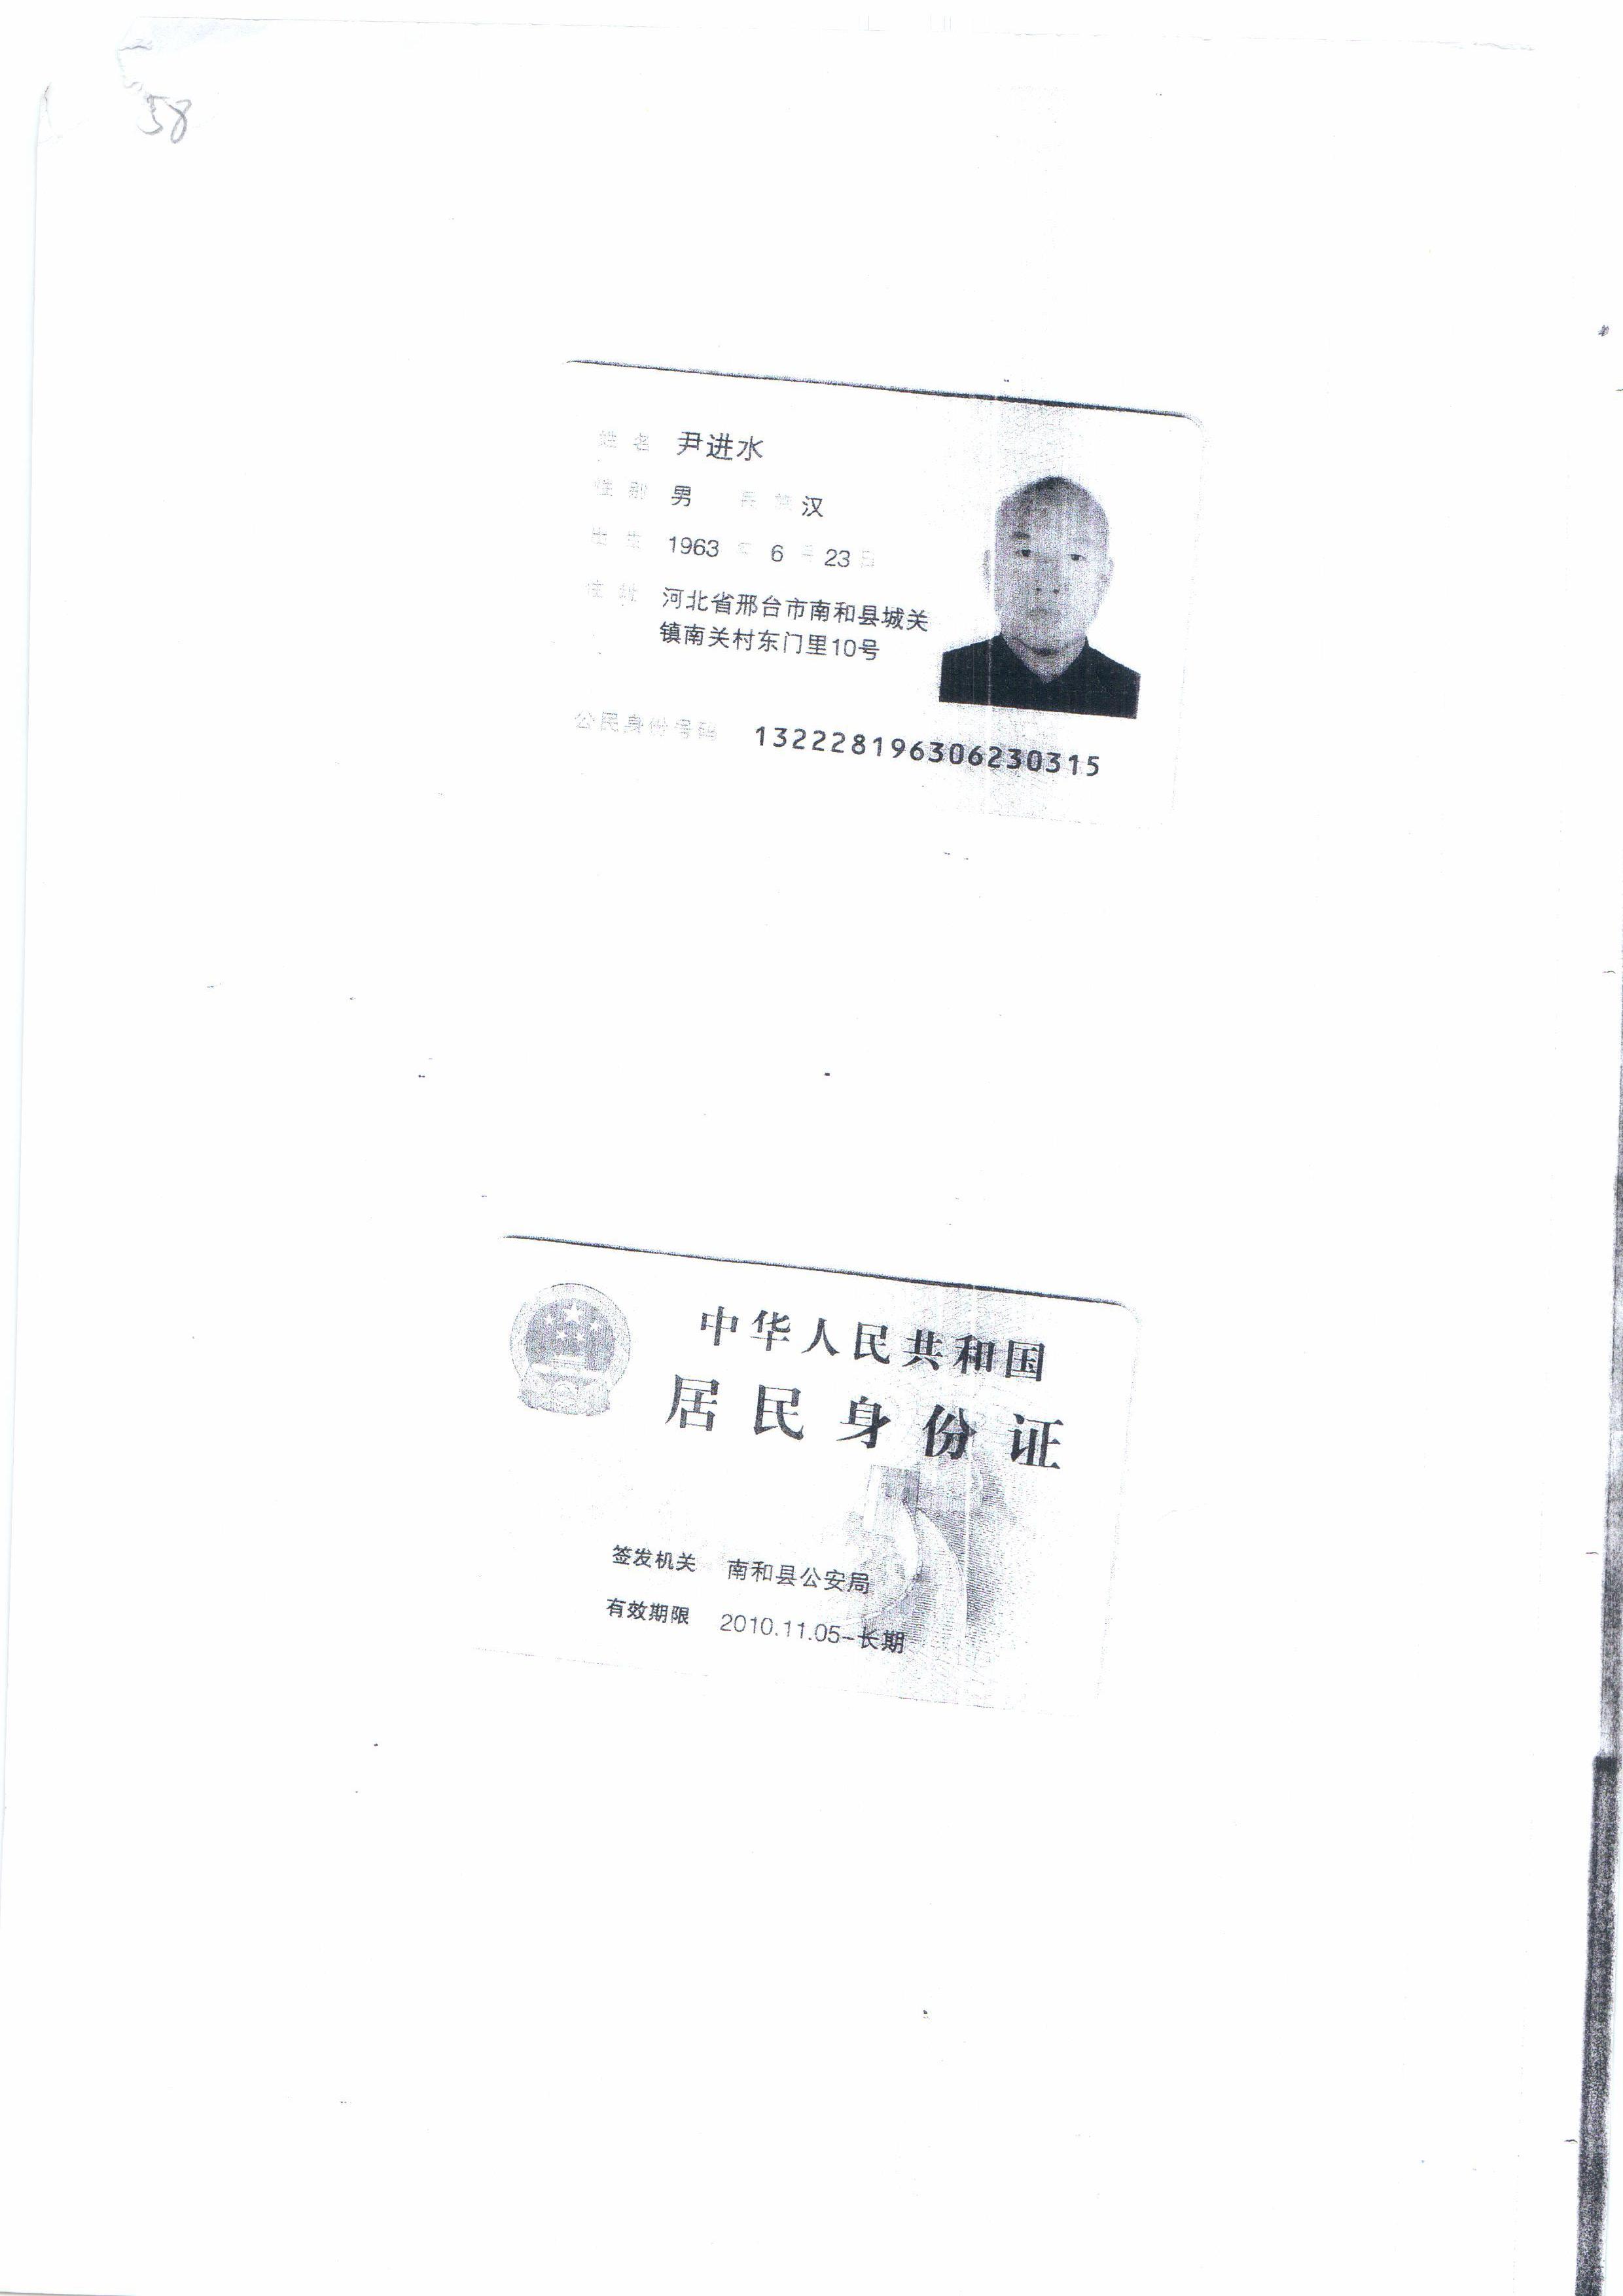 58
姓名 尹进水
性别 男 民族 汉
出生 1963 年 6 月 23 日
住址 河北省邢台市南和县城关
镇南关村东门里10号
公民身份号码 132228196306230315
中华人民共和国
居民身份证
签发机关 南和县公安局
有效期限 2010.11.05-长期